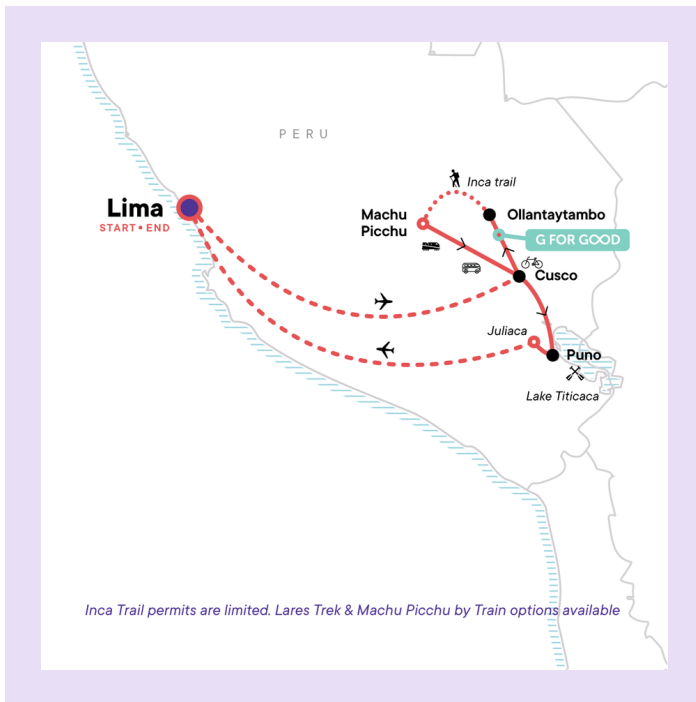 PERU
Lima
START • END
Inca trail
Machu
Picchu
Ollantaytambo
G FOR GOOD
Cusco
Juliaca
Puno
Lake Titicaca
Inca Trail permits are limited. Lares Trek & Machu Picchu by Train options available